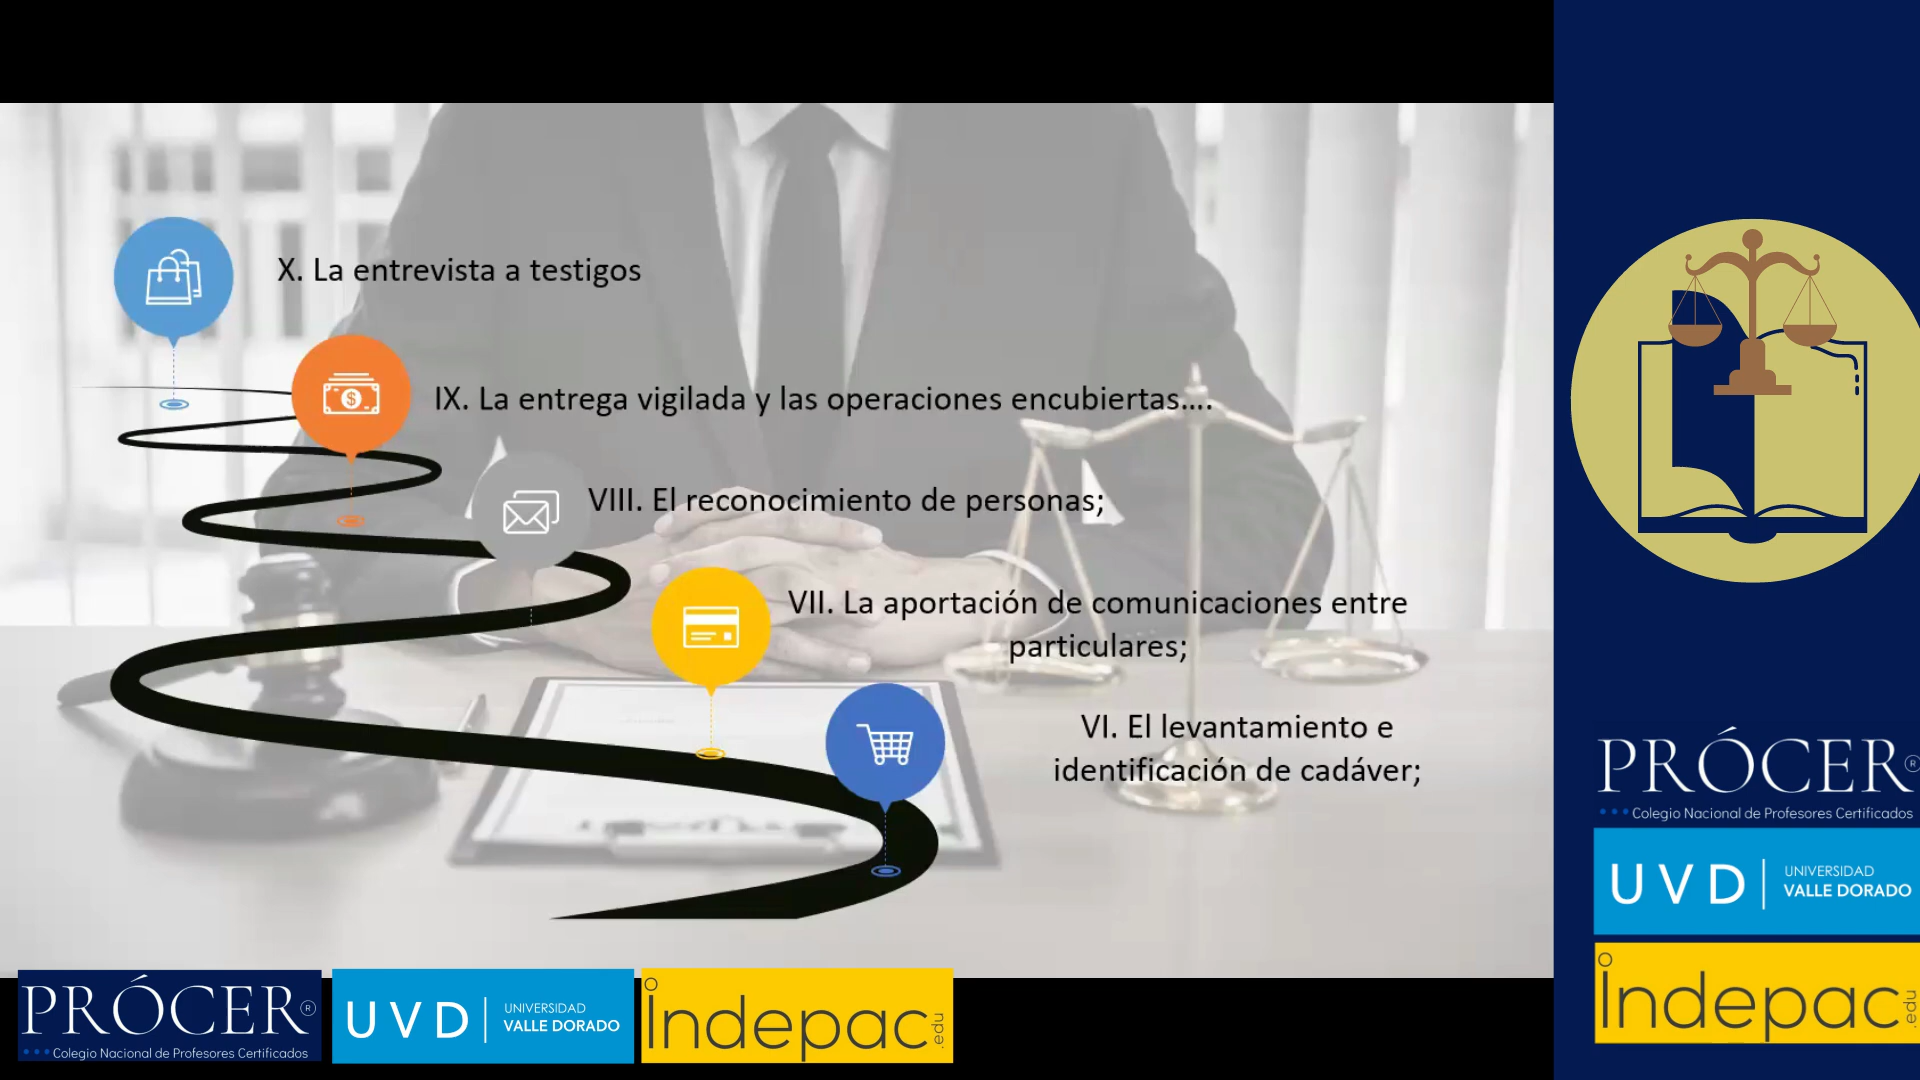 X. La entrevista a testigos
IX. La entrega vigilada y las operaciones encubiertas....
VIII. El reconocimiento de personas;
VII. La aportación de comunicaciones entre
particulares;
VI. El levantamiento e
identificación de cadáver;
PRÓCER®
Colegio Nacional de Profesores Certificados
UVD
UNIVERSIDAD
VALLE DORADO
indepac.edu
PRÓCER®
Colegio Nacional de Profesores Certificados
UVD
UNIVERSIDAD
VALLE DORADO
indepac.edu